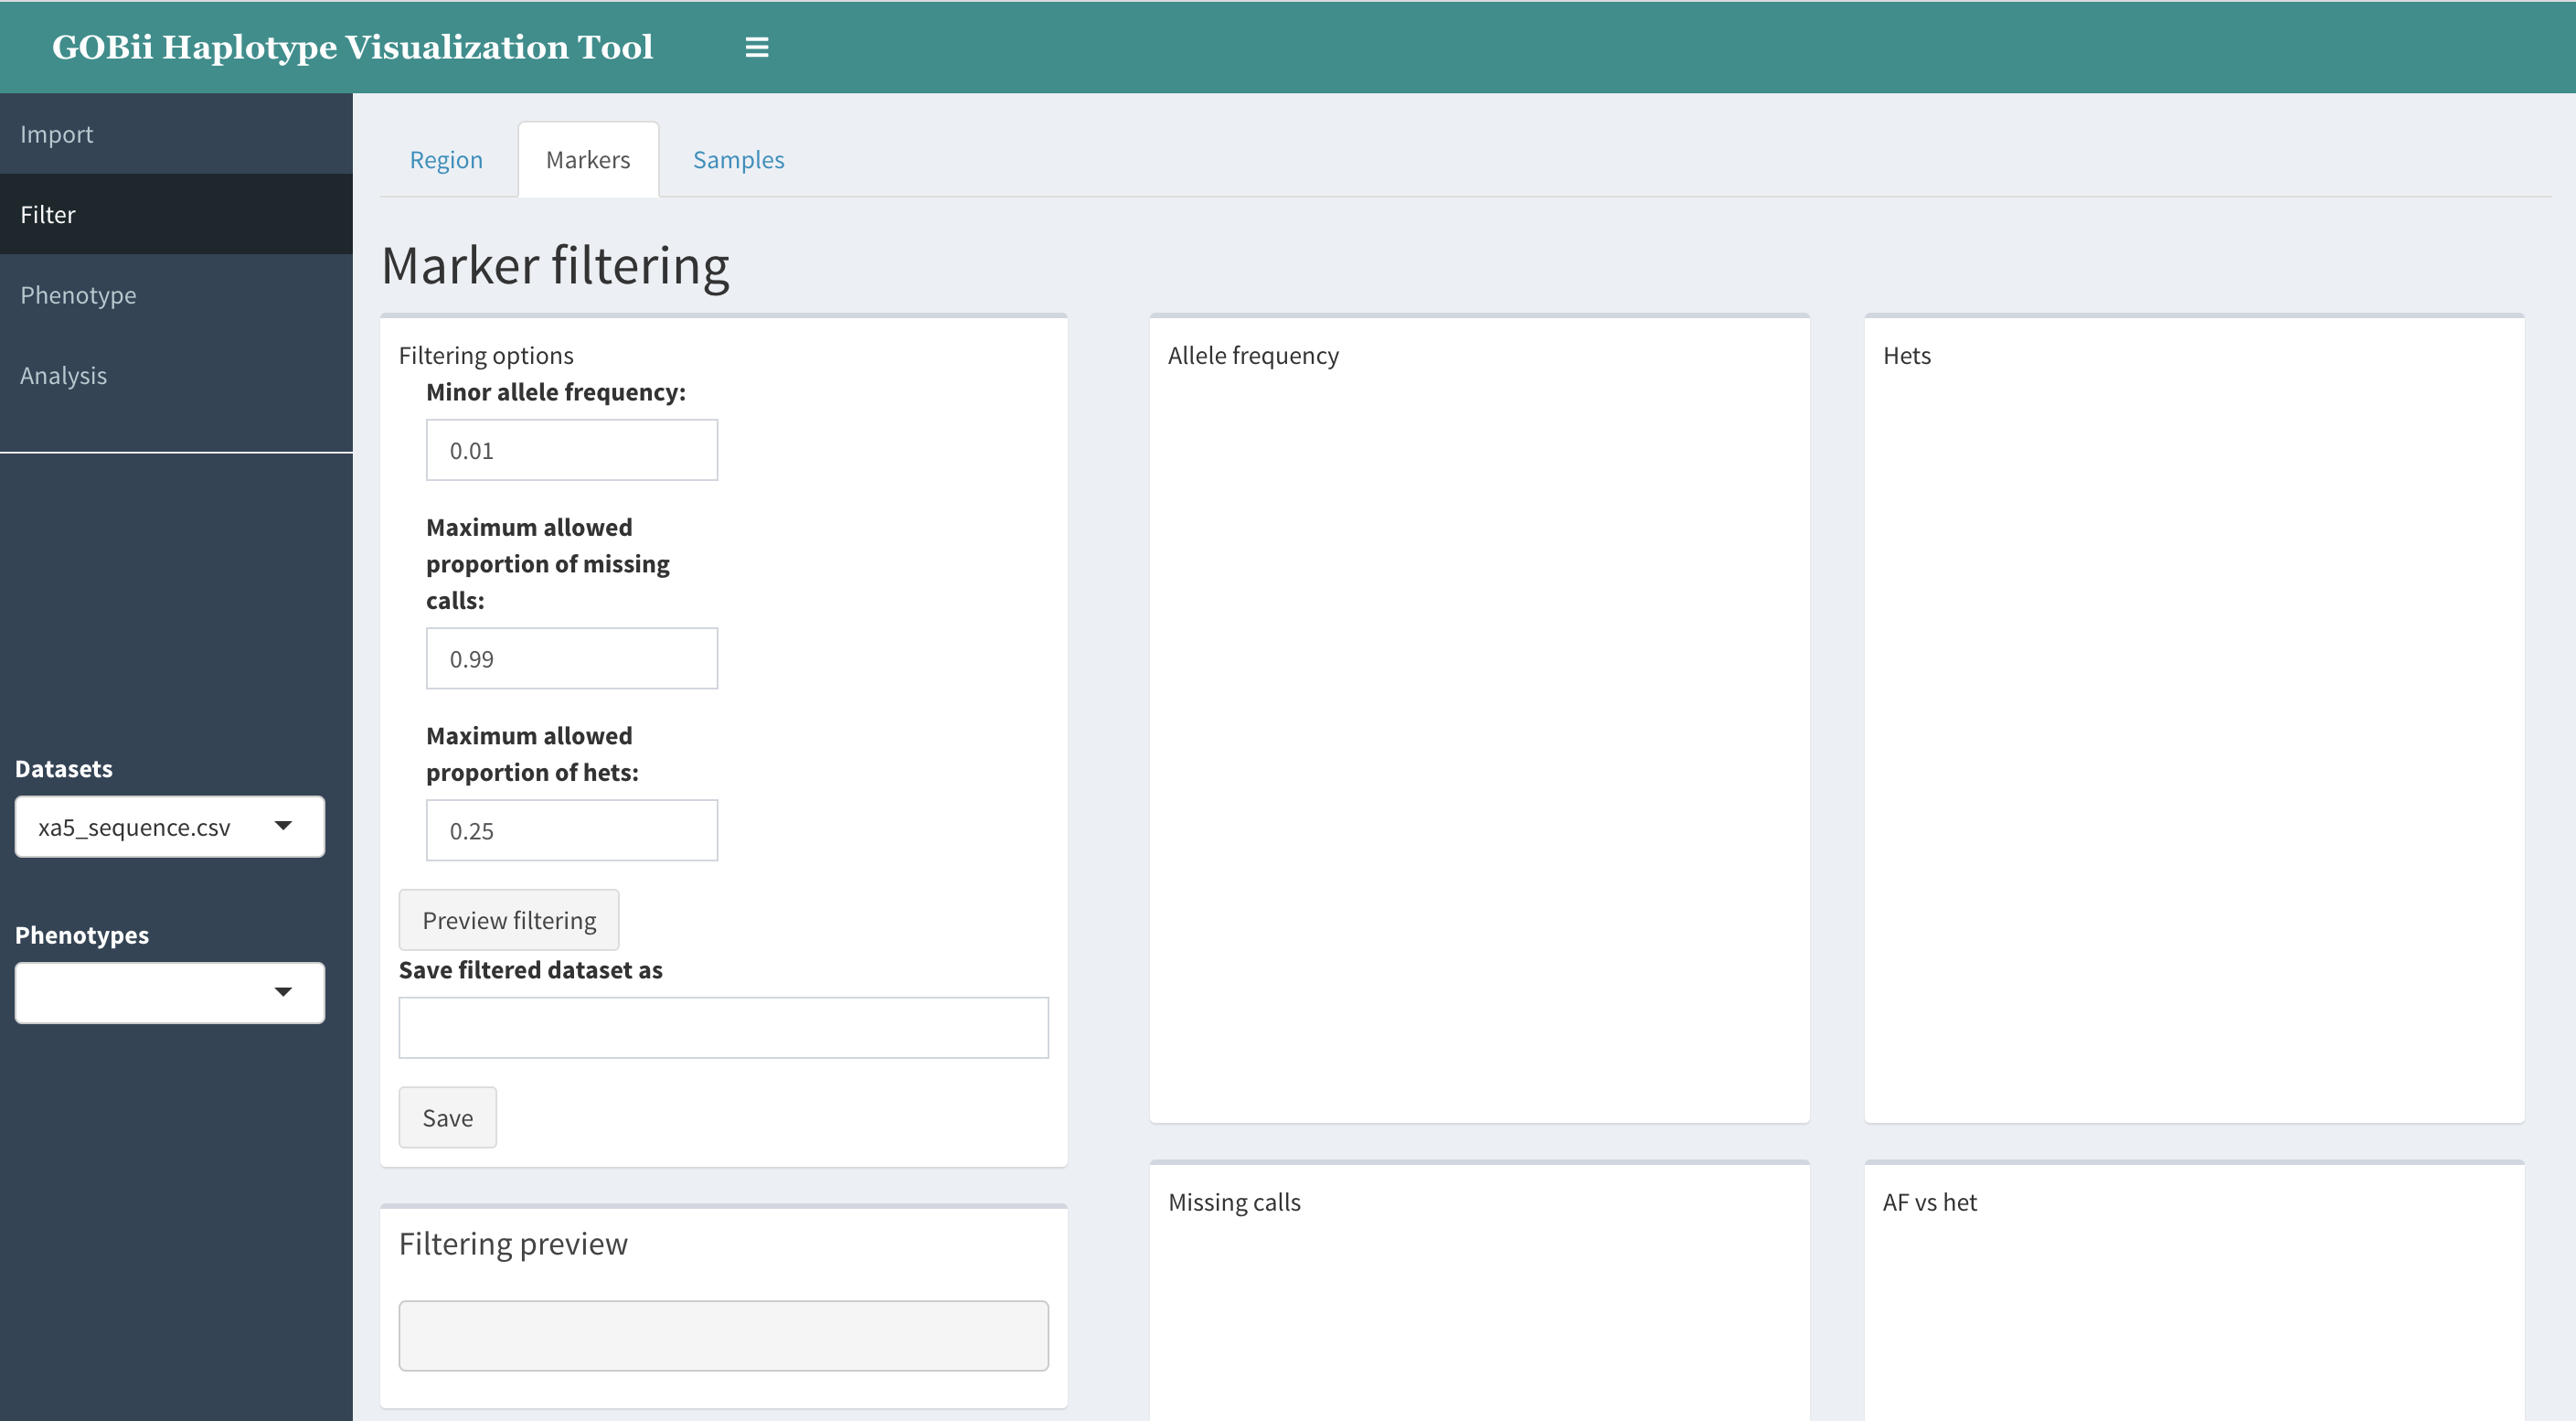 GOBii Haplotype Visualization Tool
Import
Filter
Phenotype
Analysis
Datasets
xa5_sequence.csv
Phenotypes
Region
Markers
Samples
Marker filtering
Filtering options
Minor allele frequency:
0.01
Maximum allowed
proportion of missing
calls:
0.99
Maximum allowed
proportion of hets:
0.25
Preview filtering
Save filtered dataset as
Save
Filtering preview
Allele frequency
Hets
Missing calls
AF vs het